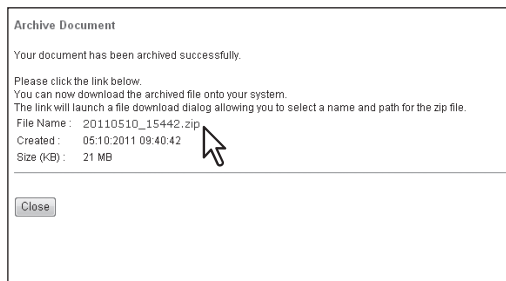 Archive Document
Your document has been archived successfully.
Please click the link below.
You can now download the archived file onto your system.
The link will launch a file download dialog allowing you to select a name and path for the zip file.
File Name : 20110510_15442.zip
Created : 05:10:2011 09:40:42
Size (KB) : 21 MB
Close